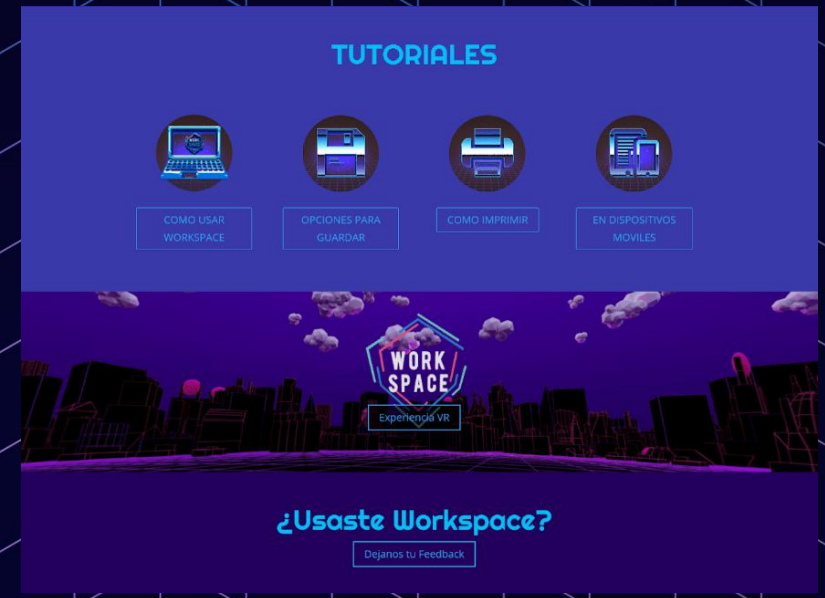 TUTORIALES
COMO USAR
WORKSPACE
OPCIONES PARA
GUARDAR
COMO IMPRIMIR
EN DISPOSITIVOS
MOVILES
WORK
SPACE
Experiencia VR
¿Usaste Workspace?
Dejanos tu Feedback